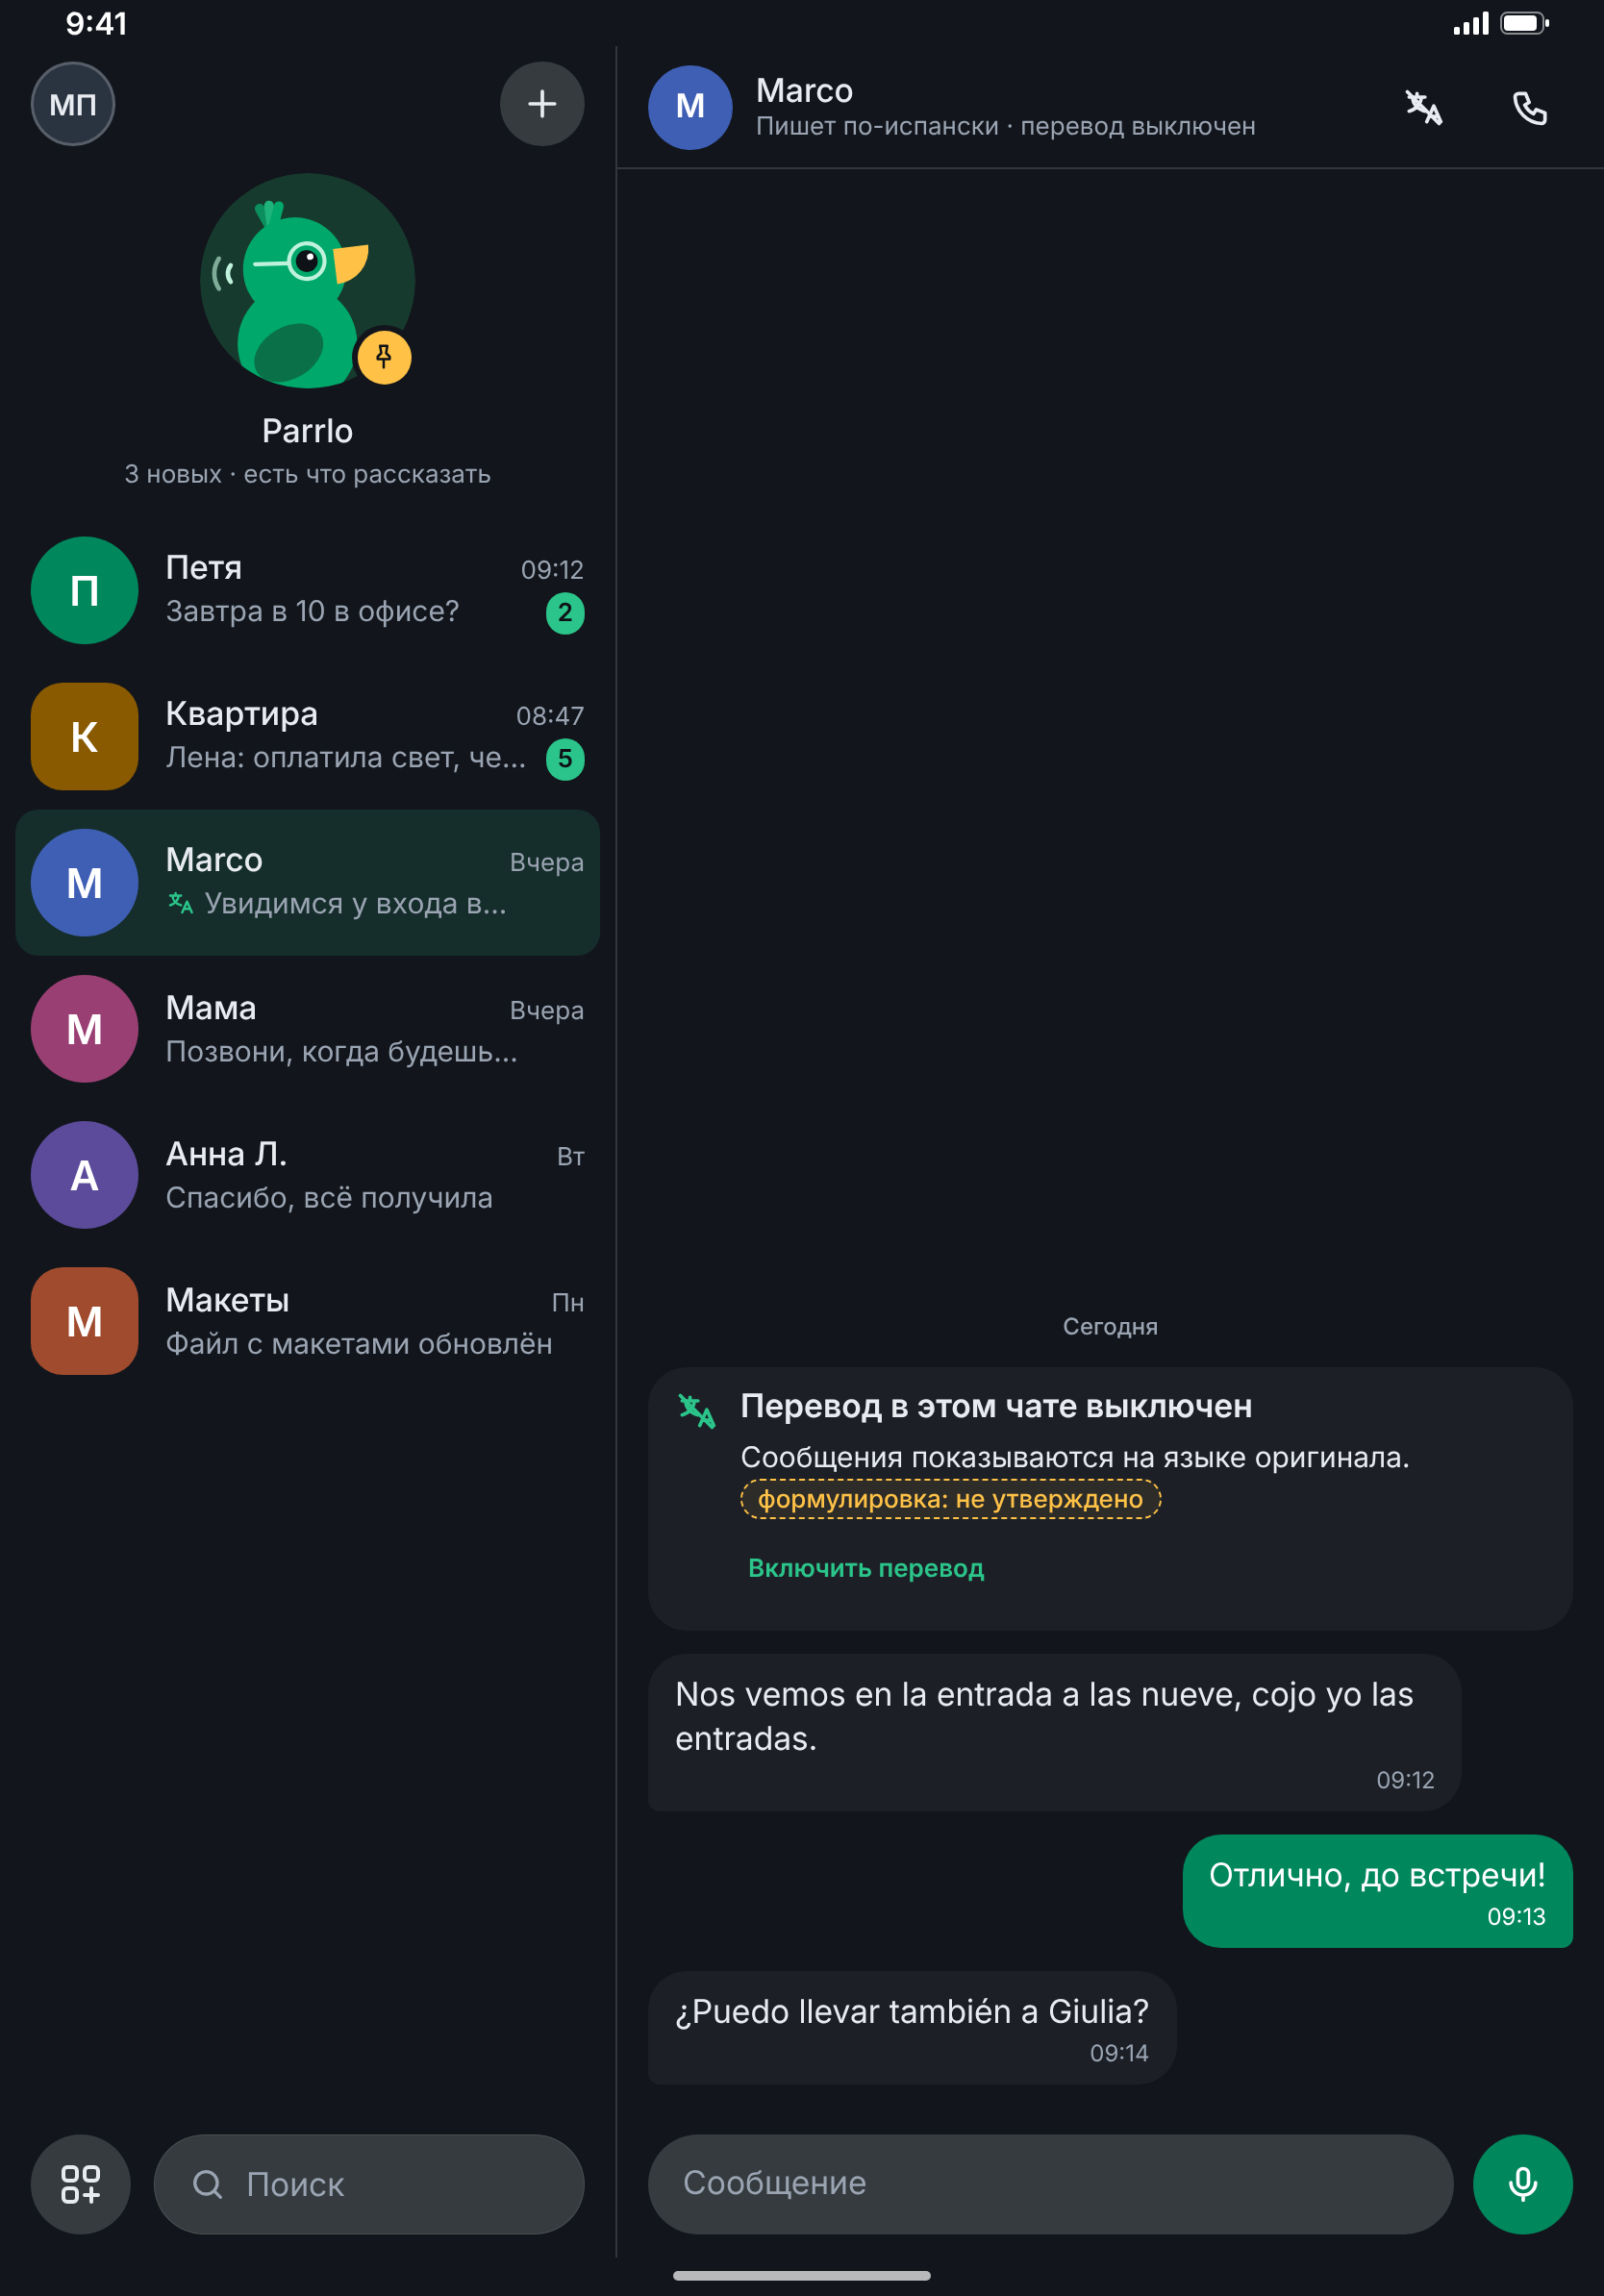 9:41
МП
Parrlo
3 новых · есть что рассказать
П
Петя
09:12
Завтра в 10 в офисе?
2
К
Квартира
08:47
Лена: оплатила свет, че...
5
M
Marco
Вчера
Увидимся у входа в...
М
Мама
Вчера
Позвони, когда будешь...
А
Анна Л.
Вт
Спасибо, всё получила
М
Макеты
Пн
Файл с макетами обновлён
Поиск
M
Marco
Пишет по-испански · перевод выключен
Сегодня
Перевод в этом чате выключен
Сообщения показываются на языке оригинала.
формулировка: не утверждено
Включить перевод
Nos vemos en la entrada a las nueve, cojo yo las
entradas.
09:12
Отлично, до встречи!
09:13
¿Puedo llevar también a Giulia?
09:14
Сообщение